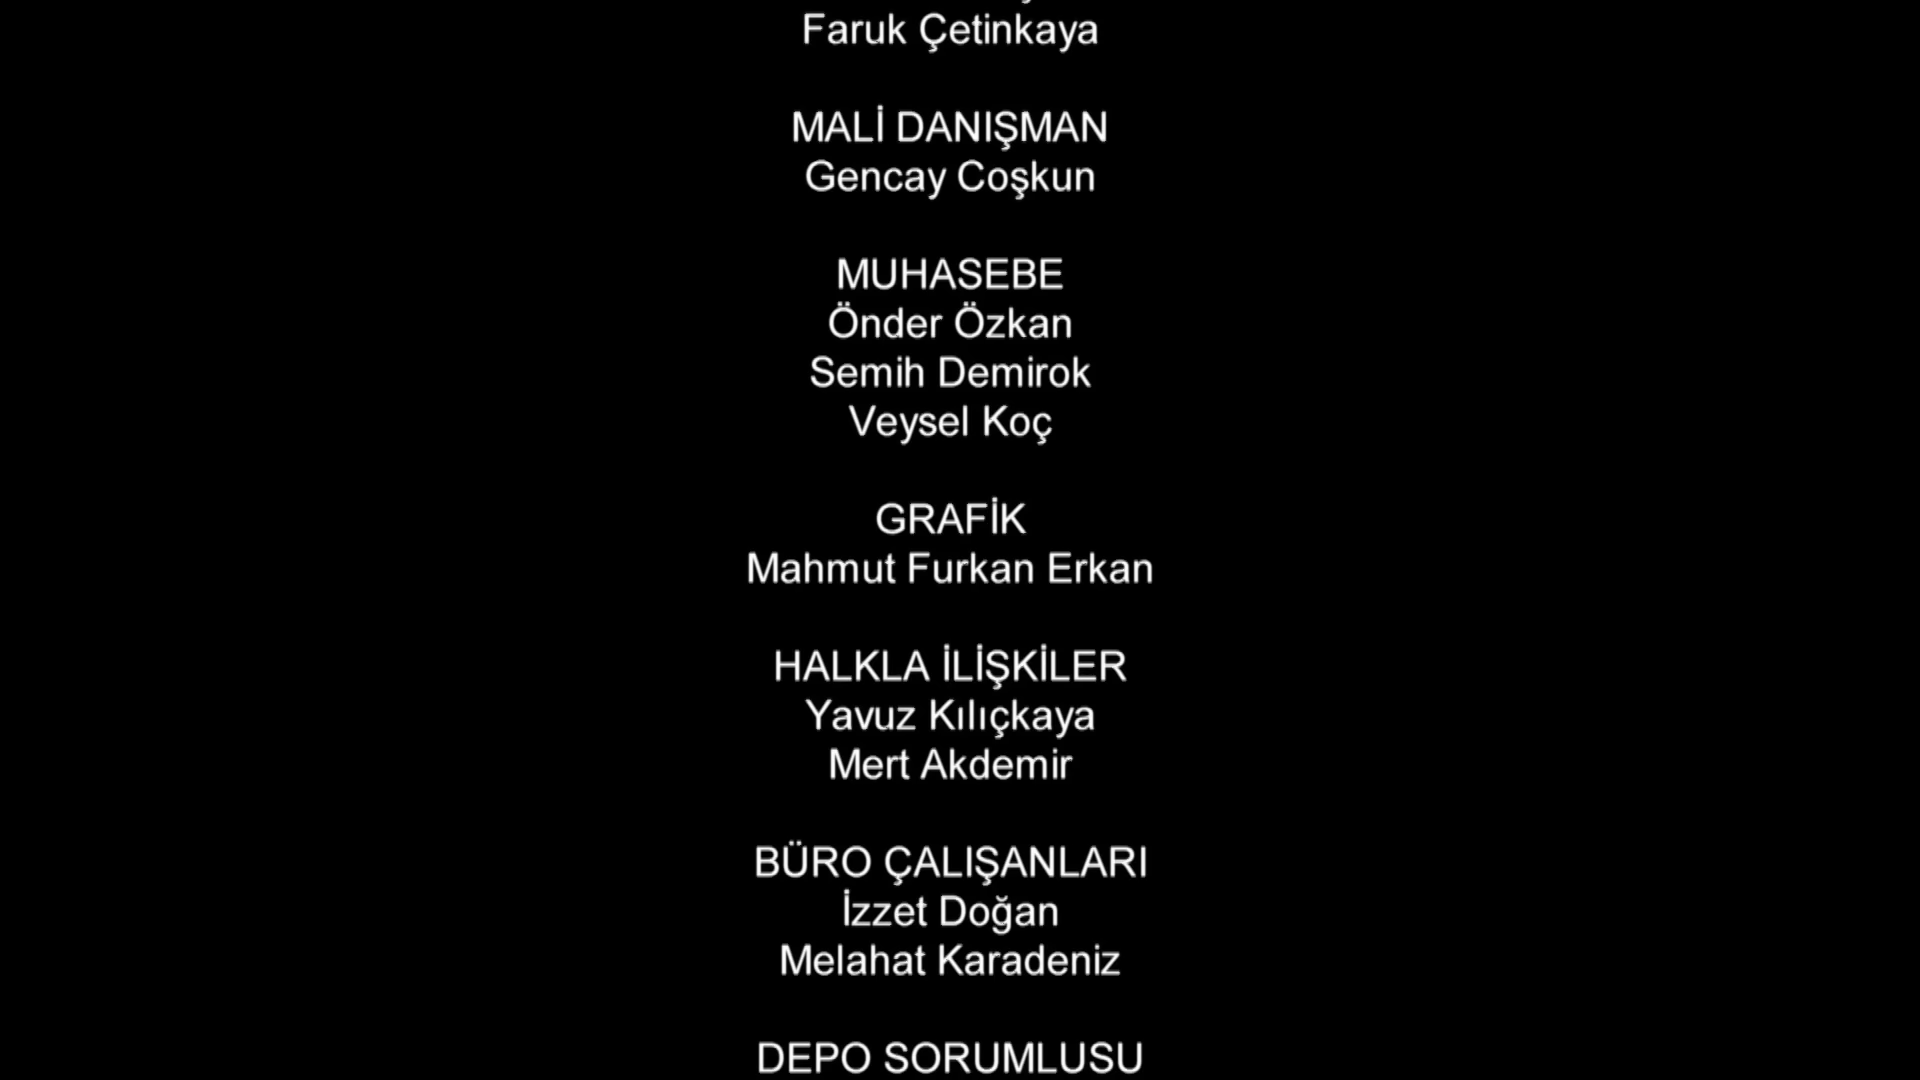 Faruk Çetinkaya
MALİ DANIŞMAN
Gencay Coşkun
MUHASEBE
Önder Özkan
Semih Demirok
Veysel Koç
GRAFİK
Mahmut Furkan Erkan
HALKLA İLİŞKİLER
Yavuz Kılıçkaya
Mert Akdemir
BÜRO ÇALIŞANLARI
İzzet Doğan
Melahat Karadeniz
DEPO SORUMLUSU